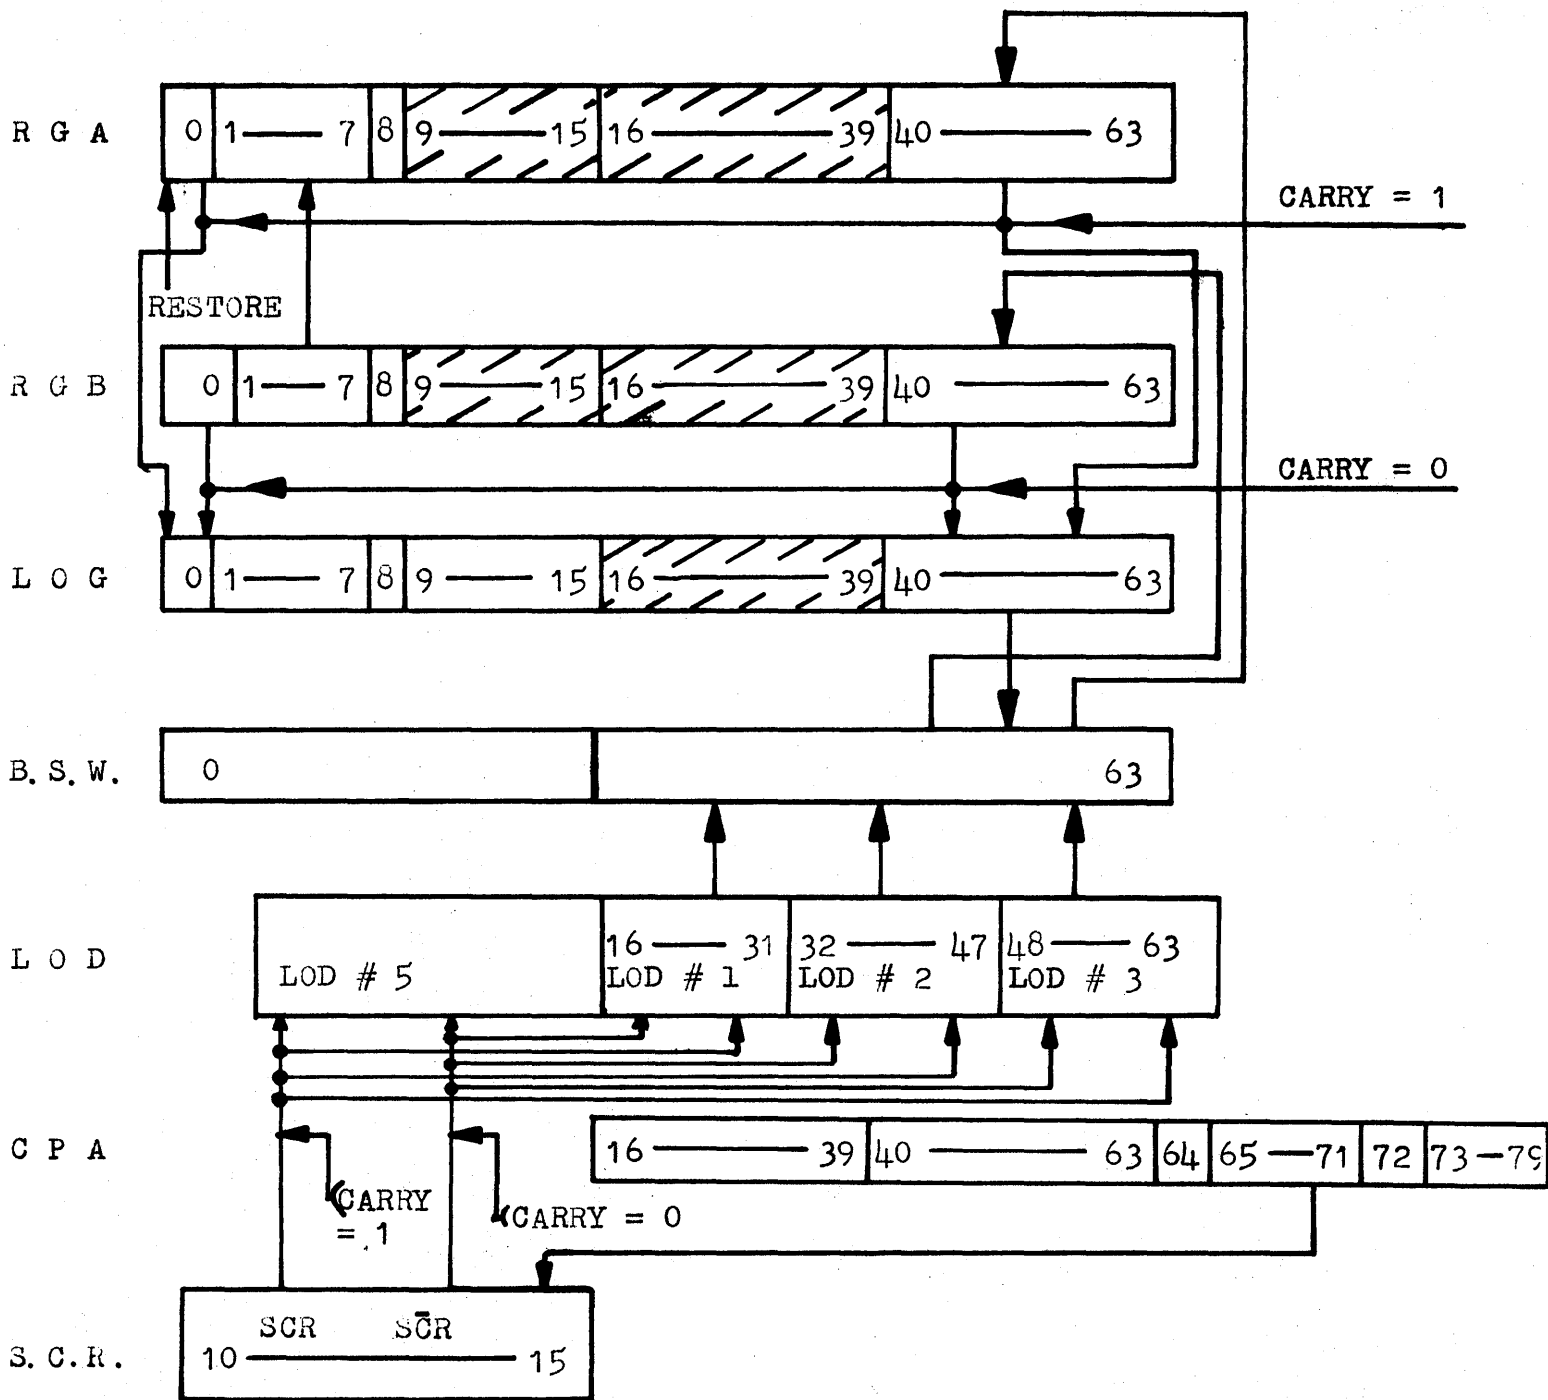 R G A 0 1 — 7 8 9 — 15 16 — 39 40 — 63
CARRY = 1
RESTORE
R G B 0 1 — 7 8 9 — 15 16 — 39 40 — 63
CARRY = 0
L O G 0 1 — 7 8 9 — 15 16 — 39 40 — 63
B.S.W. 0 63
L O D 16 — 31 32 — 47 48 — 63
LOD # 5 LOD # 1 LOD # 2 LOD # 3
C P A 16 — 39 40 — 63 64 65 — 71 72 73 — 79
(CARRY
= 1
(CARRY = 0
SCR SC̄R
S.C.R. 10 — 15